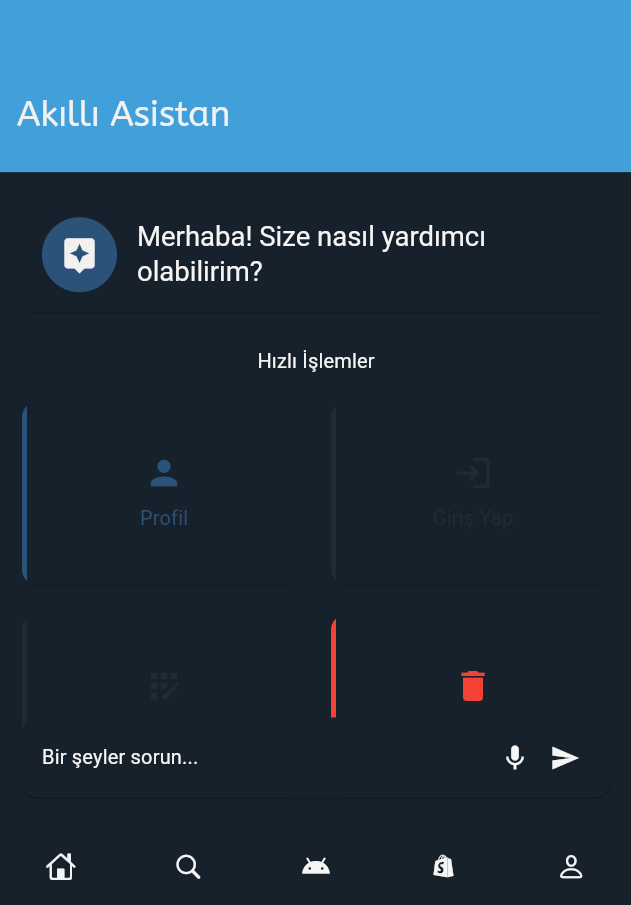 Akıllı Asistan
Merhaba! Size nasıl yardımcı
olabilirim?
Hızlı İşlemler
Profil
Giriş Yap
Bir şeyler sorun...